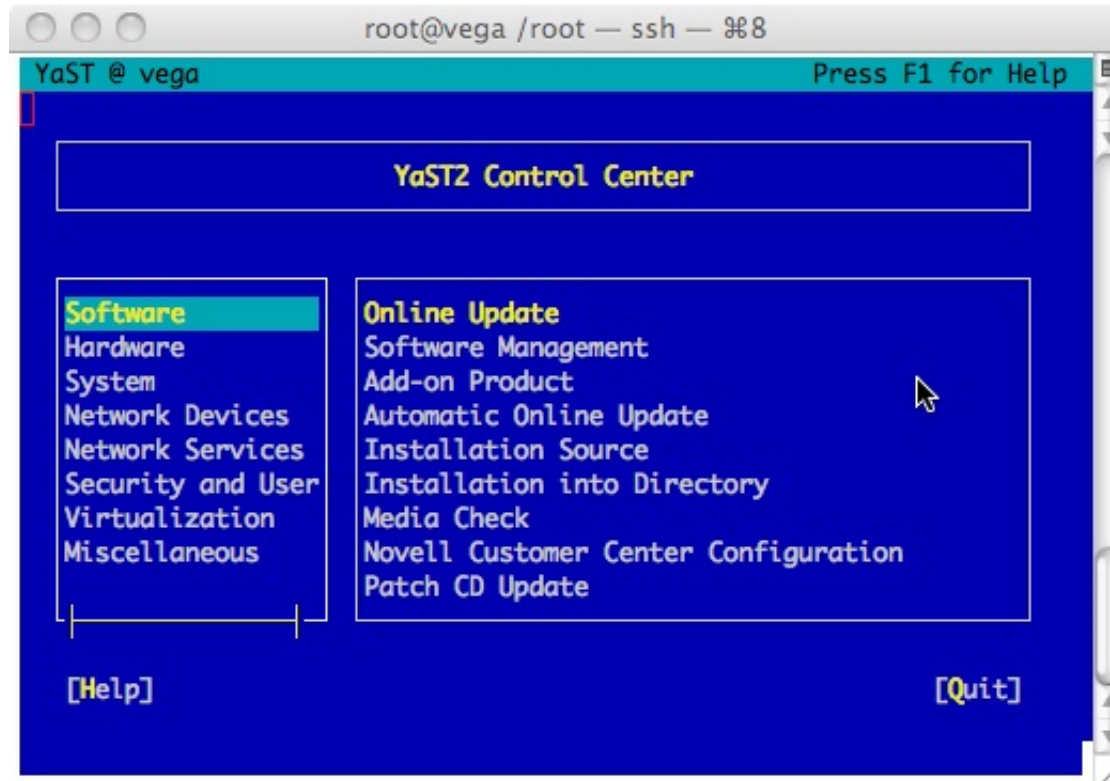 root@vega /root — ssh — ⌘8
YaST @ vega Press F1 for Help
YaST2 Control Center
Software
Hardware
System
Network Devices
Network Services
Security and User
Virtualization
Miscellaneous
Online Update
Software Management
Add-on Product
Automatic Online Update
Installation Source
Installation into Directory
Media Check
Novell Customer Center Configuration
Patch CD Update
[Help] [Quit]